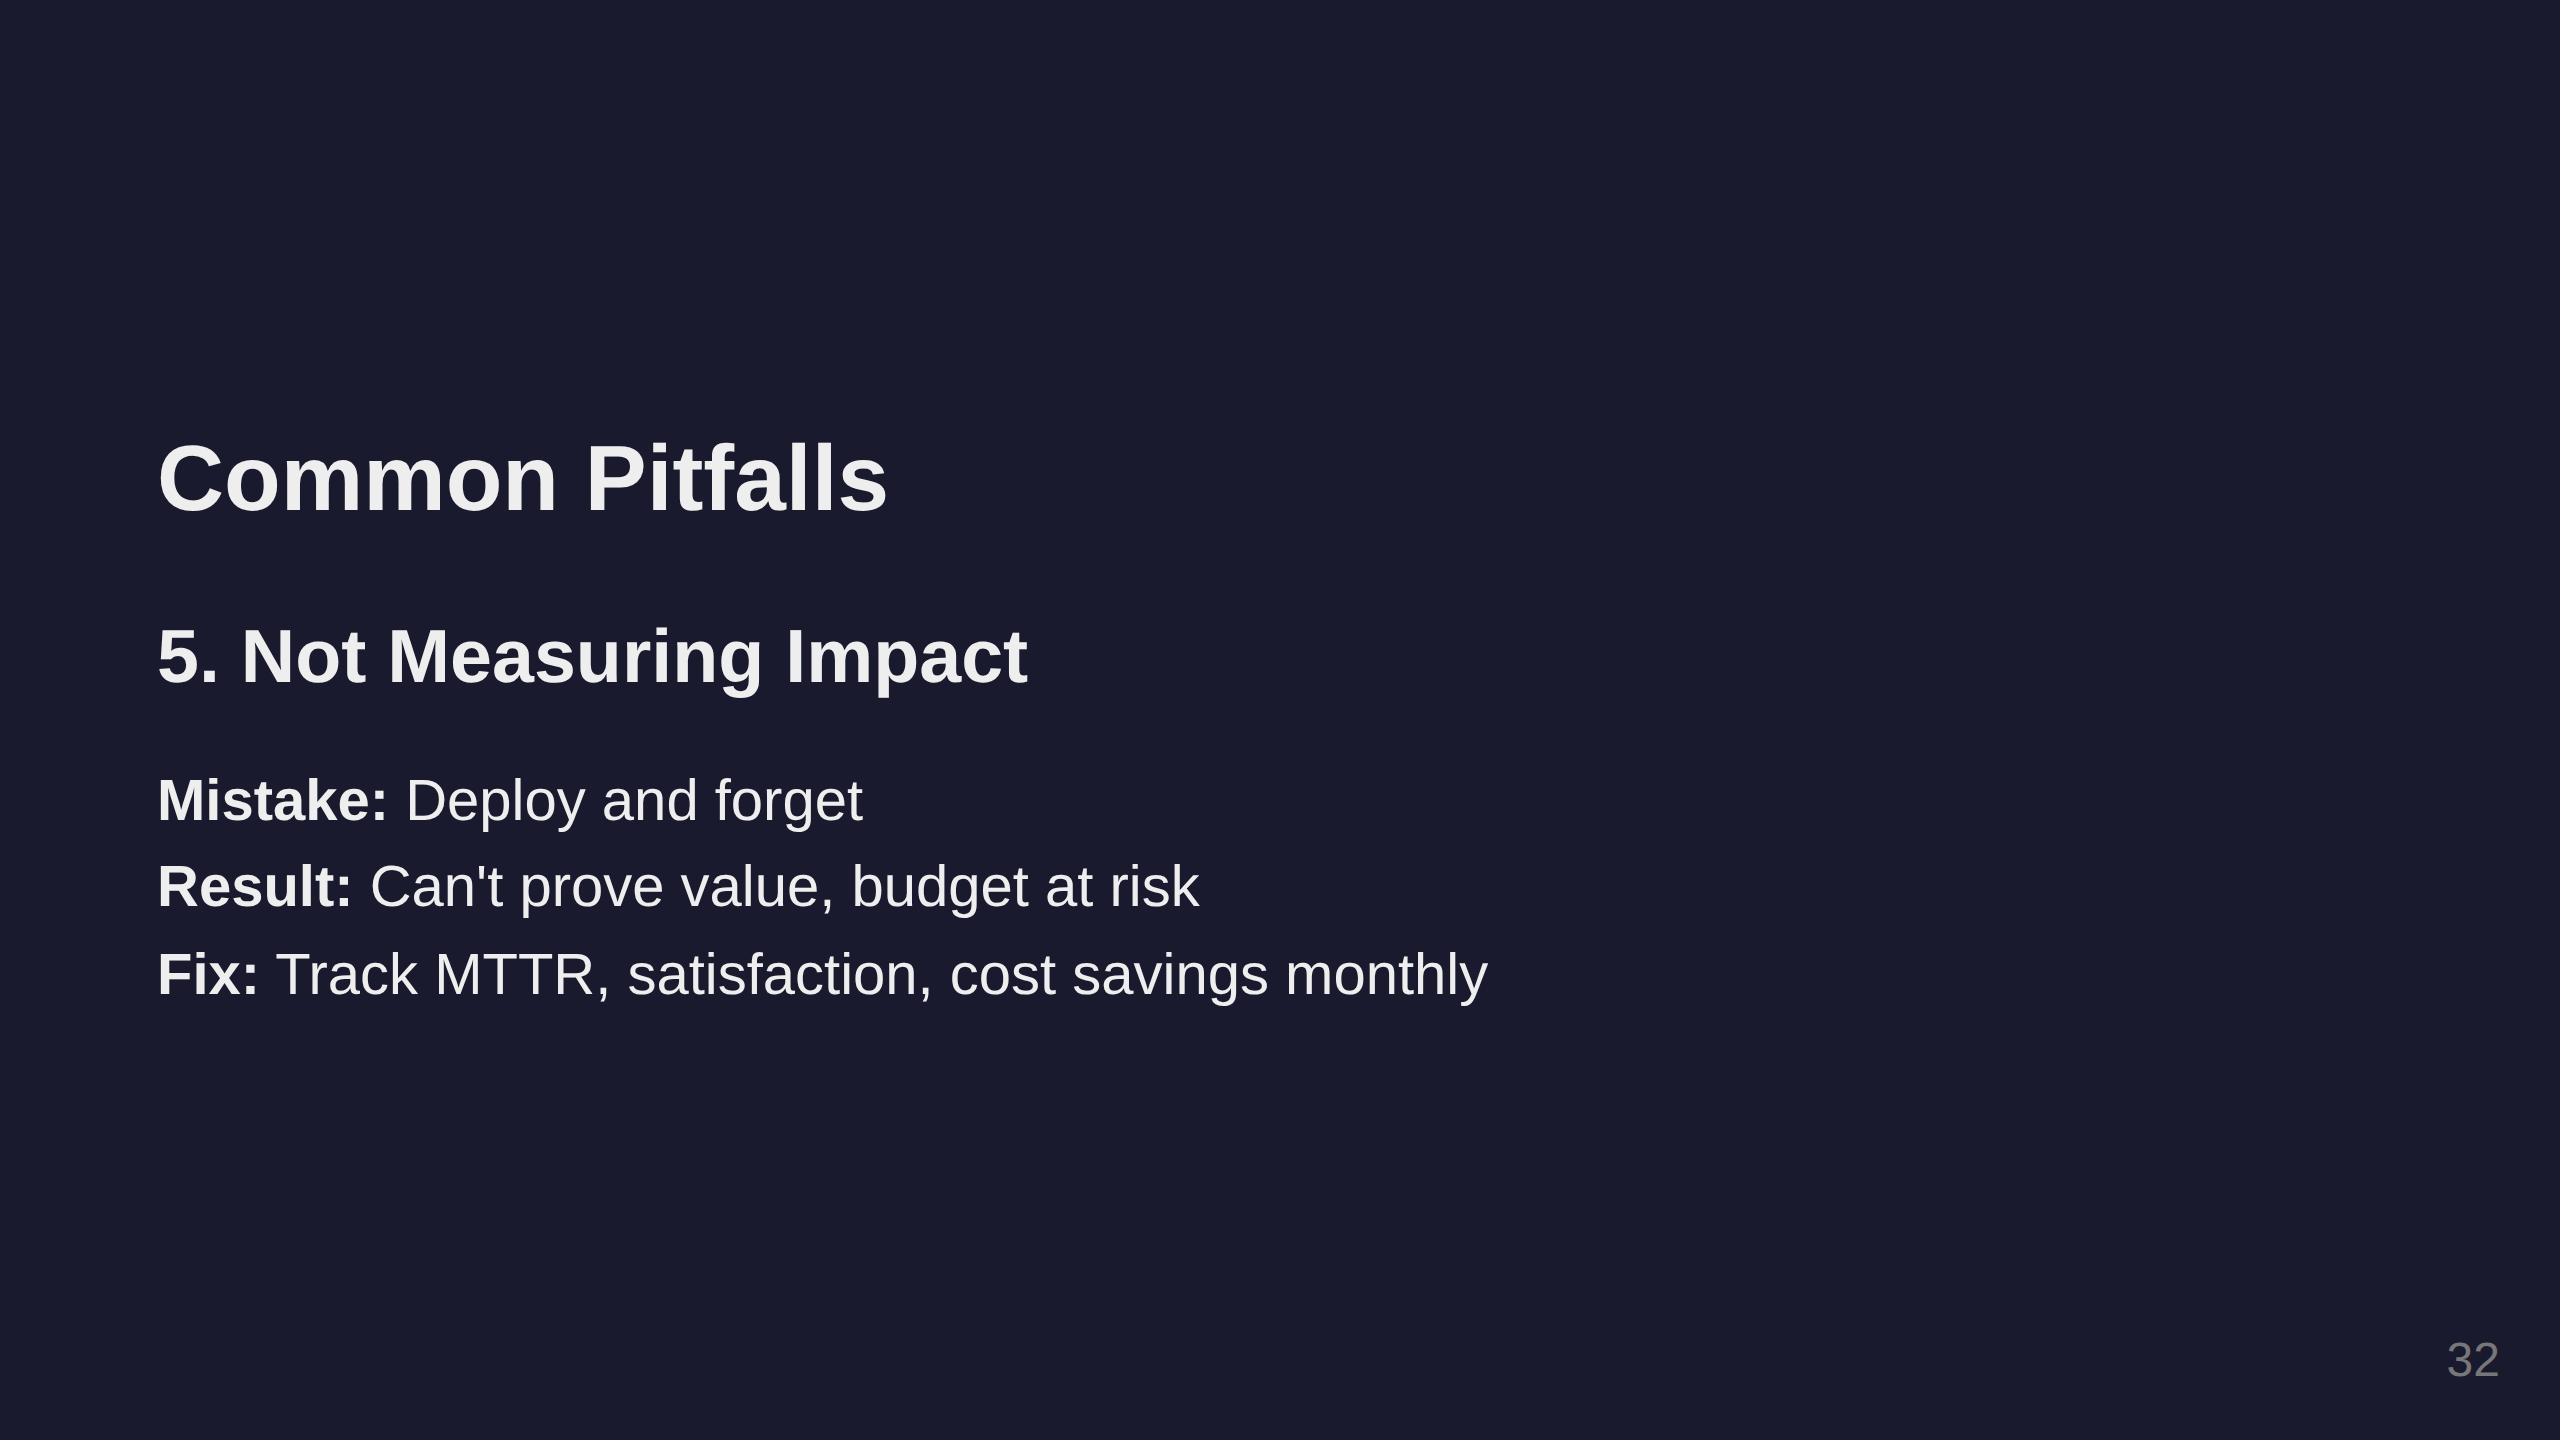 Common Pitfalls
5. Not Measuring Impact
Mistake: Deploy and forget
Result: Can't prove value, budget at risk
Fix: Track MTTR, satisfaction, cost savings monthly
32